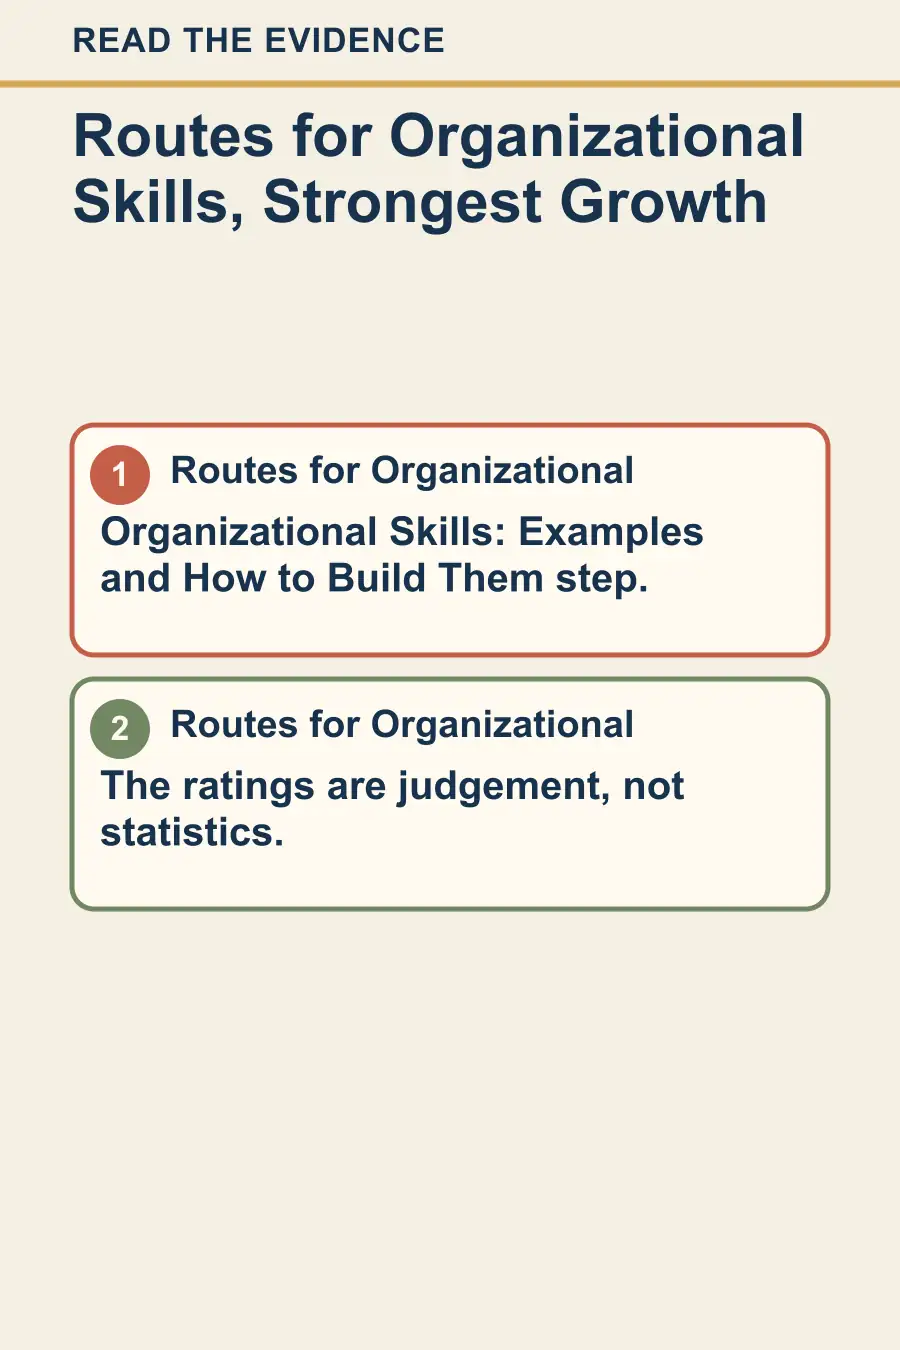 READ THE EVIDENCE
Routes for Organizational
Skills, Strongest Growth
1 Routes for Organizational
Organizational Skills: Examples
and How to Build Them step.
2 Routes for Organizational
The ratings are judgement, not
statistics.